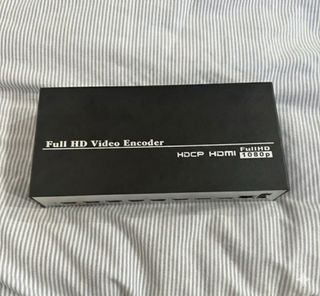 Full HD Video Encoder
HDCP HDMI FullHD
1080p